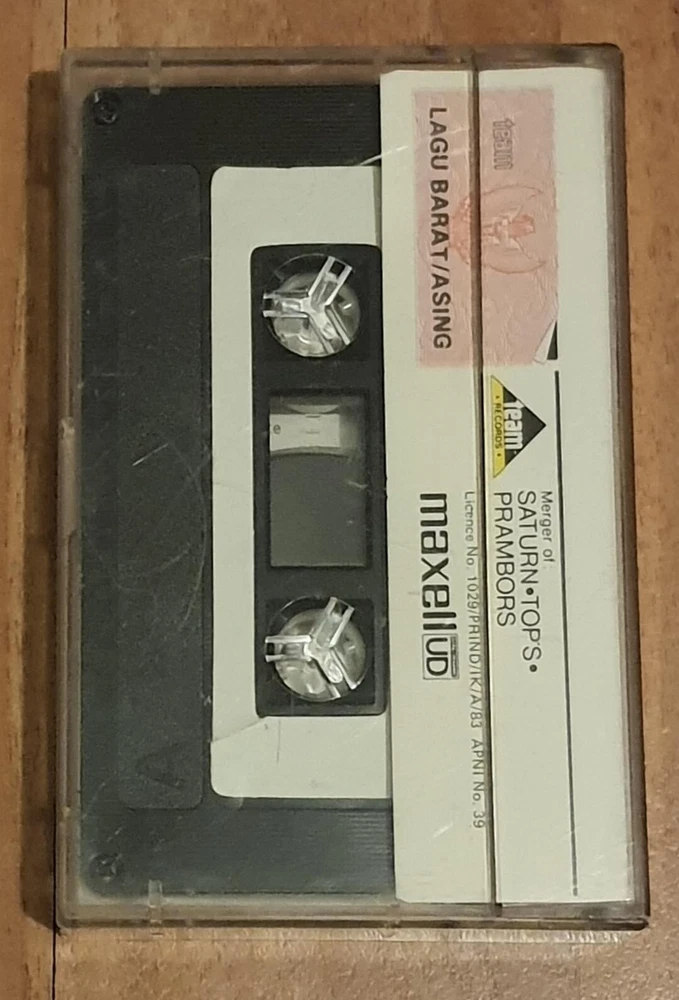 team
LAGU BARAT/ASING
team
• RECORDS •
Merger of
SATURN•TOP'S•
PRAMBORS
Licence No. 1029/PRIND/IK/A/83 APNI No. 39
maxell UD